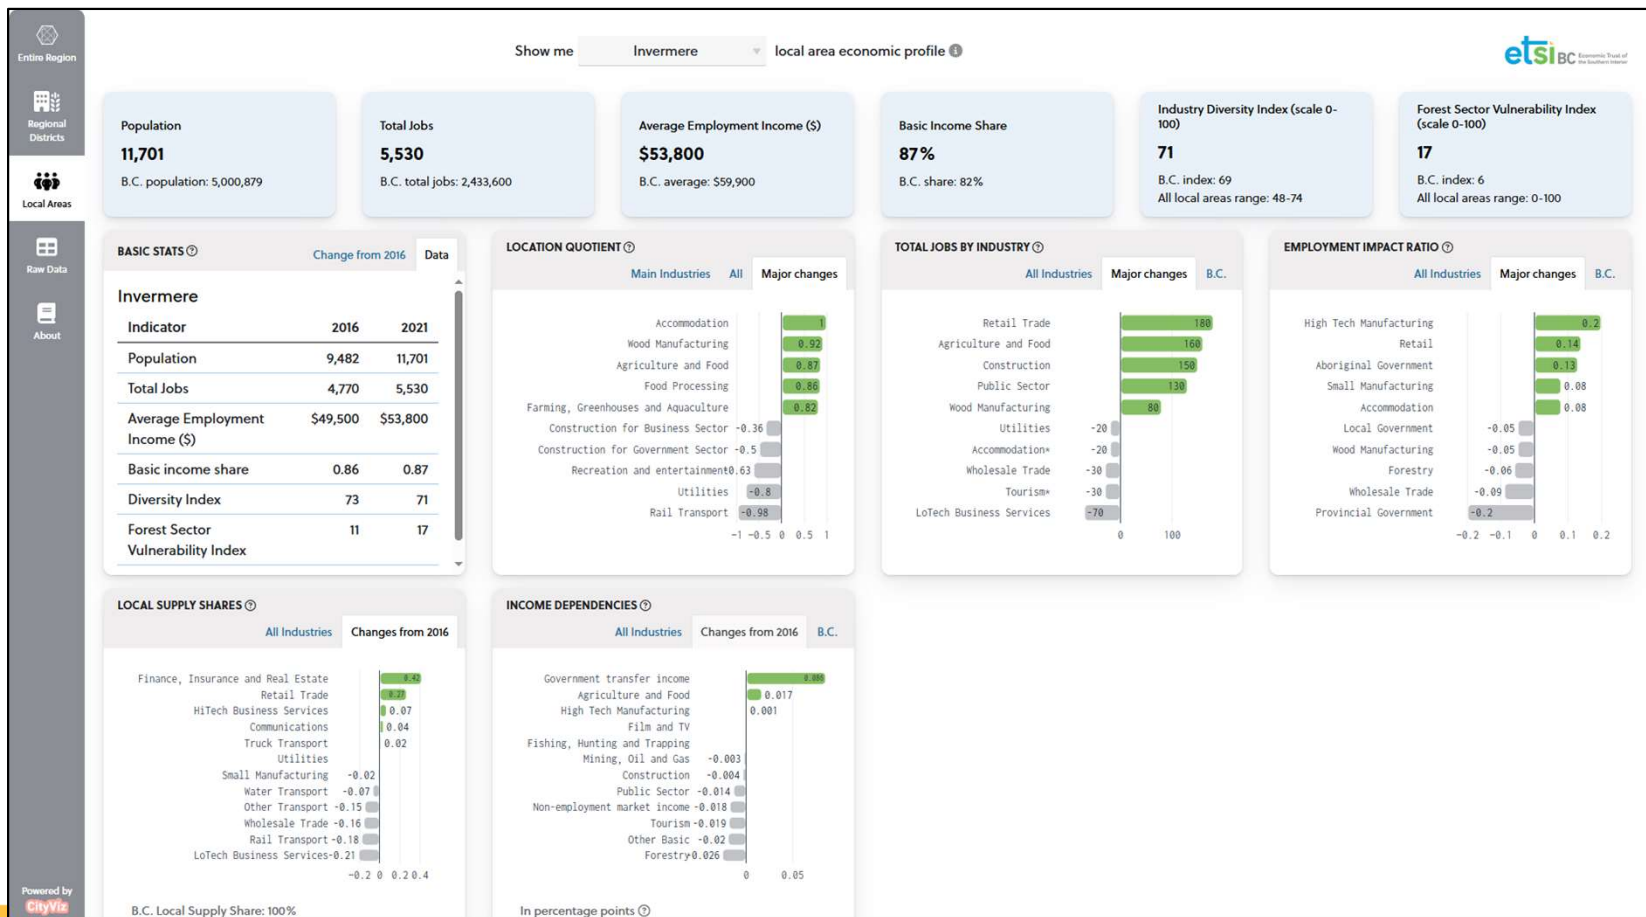 Entire Region
Regional
Districts
Local Areas
Raw Data
About
Powered by
CityViz
Show me Invermere local area economic profile
etsi BC Economic Trust of
the Southern Interior
Population
11,701
B.C. population: 5,000,879
Total Jobs
5,530
B.C. total jobs: 2,433,600
Average Employment Income ($)
$53,800
B.C. average: $59,900
Basic Income Share
87%
B.C. share: 82%
Industry Diversity Index (scale 0-
100)
71
B.C. index: 69
All local areas range: 48-74
Forest Sector Vulnerability Index
(scale 0-100)
17
B.C. index: 6
All local areas range: 0-100
BASIC STATS
Change from 2016 Data
Invermere
Indicator 2016 2021
Population 9,482 11,701
Total Jobs 4,770 5,530
Average Employment $49,500 $53,800
Income ($)
Basic income share 0.86 0.87
Diversity Index 73 71
Forest Sector 11 17
Vulnerability Index
LOCATION QUOTIENT
Main Industries All Major changes
Accommodation 1
Wood Manufacturing 0.92
Agriculture and Food 0.87
Food Processing 0.86
Farming, Greenhouses and Aquaculture 0.82
Construction for Business Sector -0.36
Construction for Government Sector -0.5
Recreation and entertainment 0.63
Utilities -0.8
Rail Transport -0.98
-1 -0.5 0 0.5 1
TOTAL JOBS BY INDUSTRY
All Industries Major changes B.C.
Retail Trade 180
Agriculture and Food 160
Construction 150
Public Sector 130
Wood Manufacturing 80
Utilities -20
Accommodation* -20
Wholesale Trade -30
Tourism* -30
LoTech Business Services -70
0 100
EMPLOYMENT IMPACT RATIO
All Industries Major changes B.C.
High Tech Manufacturing 0.2
Retail 0.14
Aboriginal Government 0.13
Small Manufacturing 0.08
Accommodation 0.08
Local Government -0.05
Wood Manufacturing -0.05
Forestry -0.06
Wholesale Trade -0.09
Provincial Government -0.2
-0.2 -0.1 0 0.1 0.2
LOCAL SUPPLY SHARES
All Industries Changes from 2016
Finance, Insurance and Real Estate 0.42
Retail Trade 0.27
HiTech Business Services 0.07
Communications 0.04
Truck Transport 0.02
Utilities
Small Manufacturing -0.02
Water Transport -0.07
Other Transport -0.15
Wholesale Trade -0.16
Rail Transport -0.18
LoTech Business Services -0.21
-0.2 0 0.2 0.4
B.C. Local Supply Share: 100%
INCOME DEPENDENCIES
All Industries Changes from 2016 B.C.
Government transfer income 0.086
Agriculture and Food 0.017
High Tech Manufacturing 0.001
Film and TV
Fishing, Hunting and Trapping
Mining, Oil and Gas -0.003
Construction -0.004
Public Sector -0.014
Non-employment market income -0.018
Tourism -0.019
Other Basic -0.02
Forestry 0.026
0 0.05
In percentage points